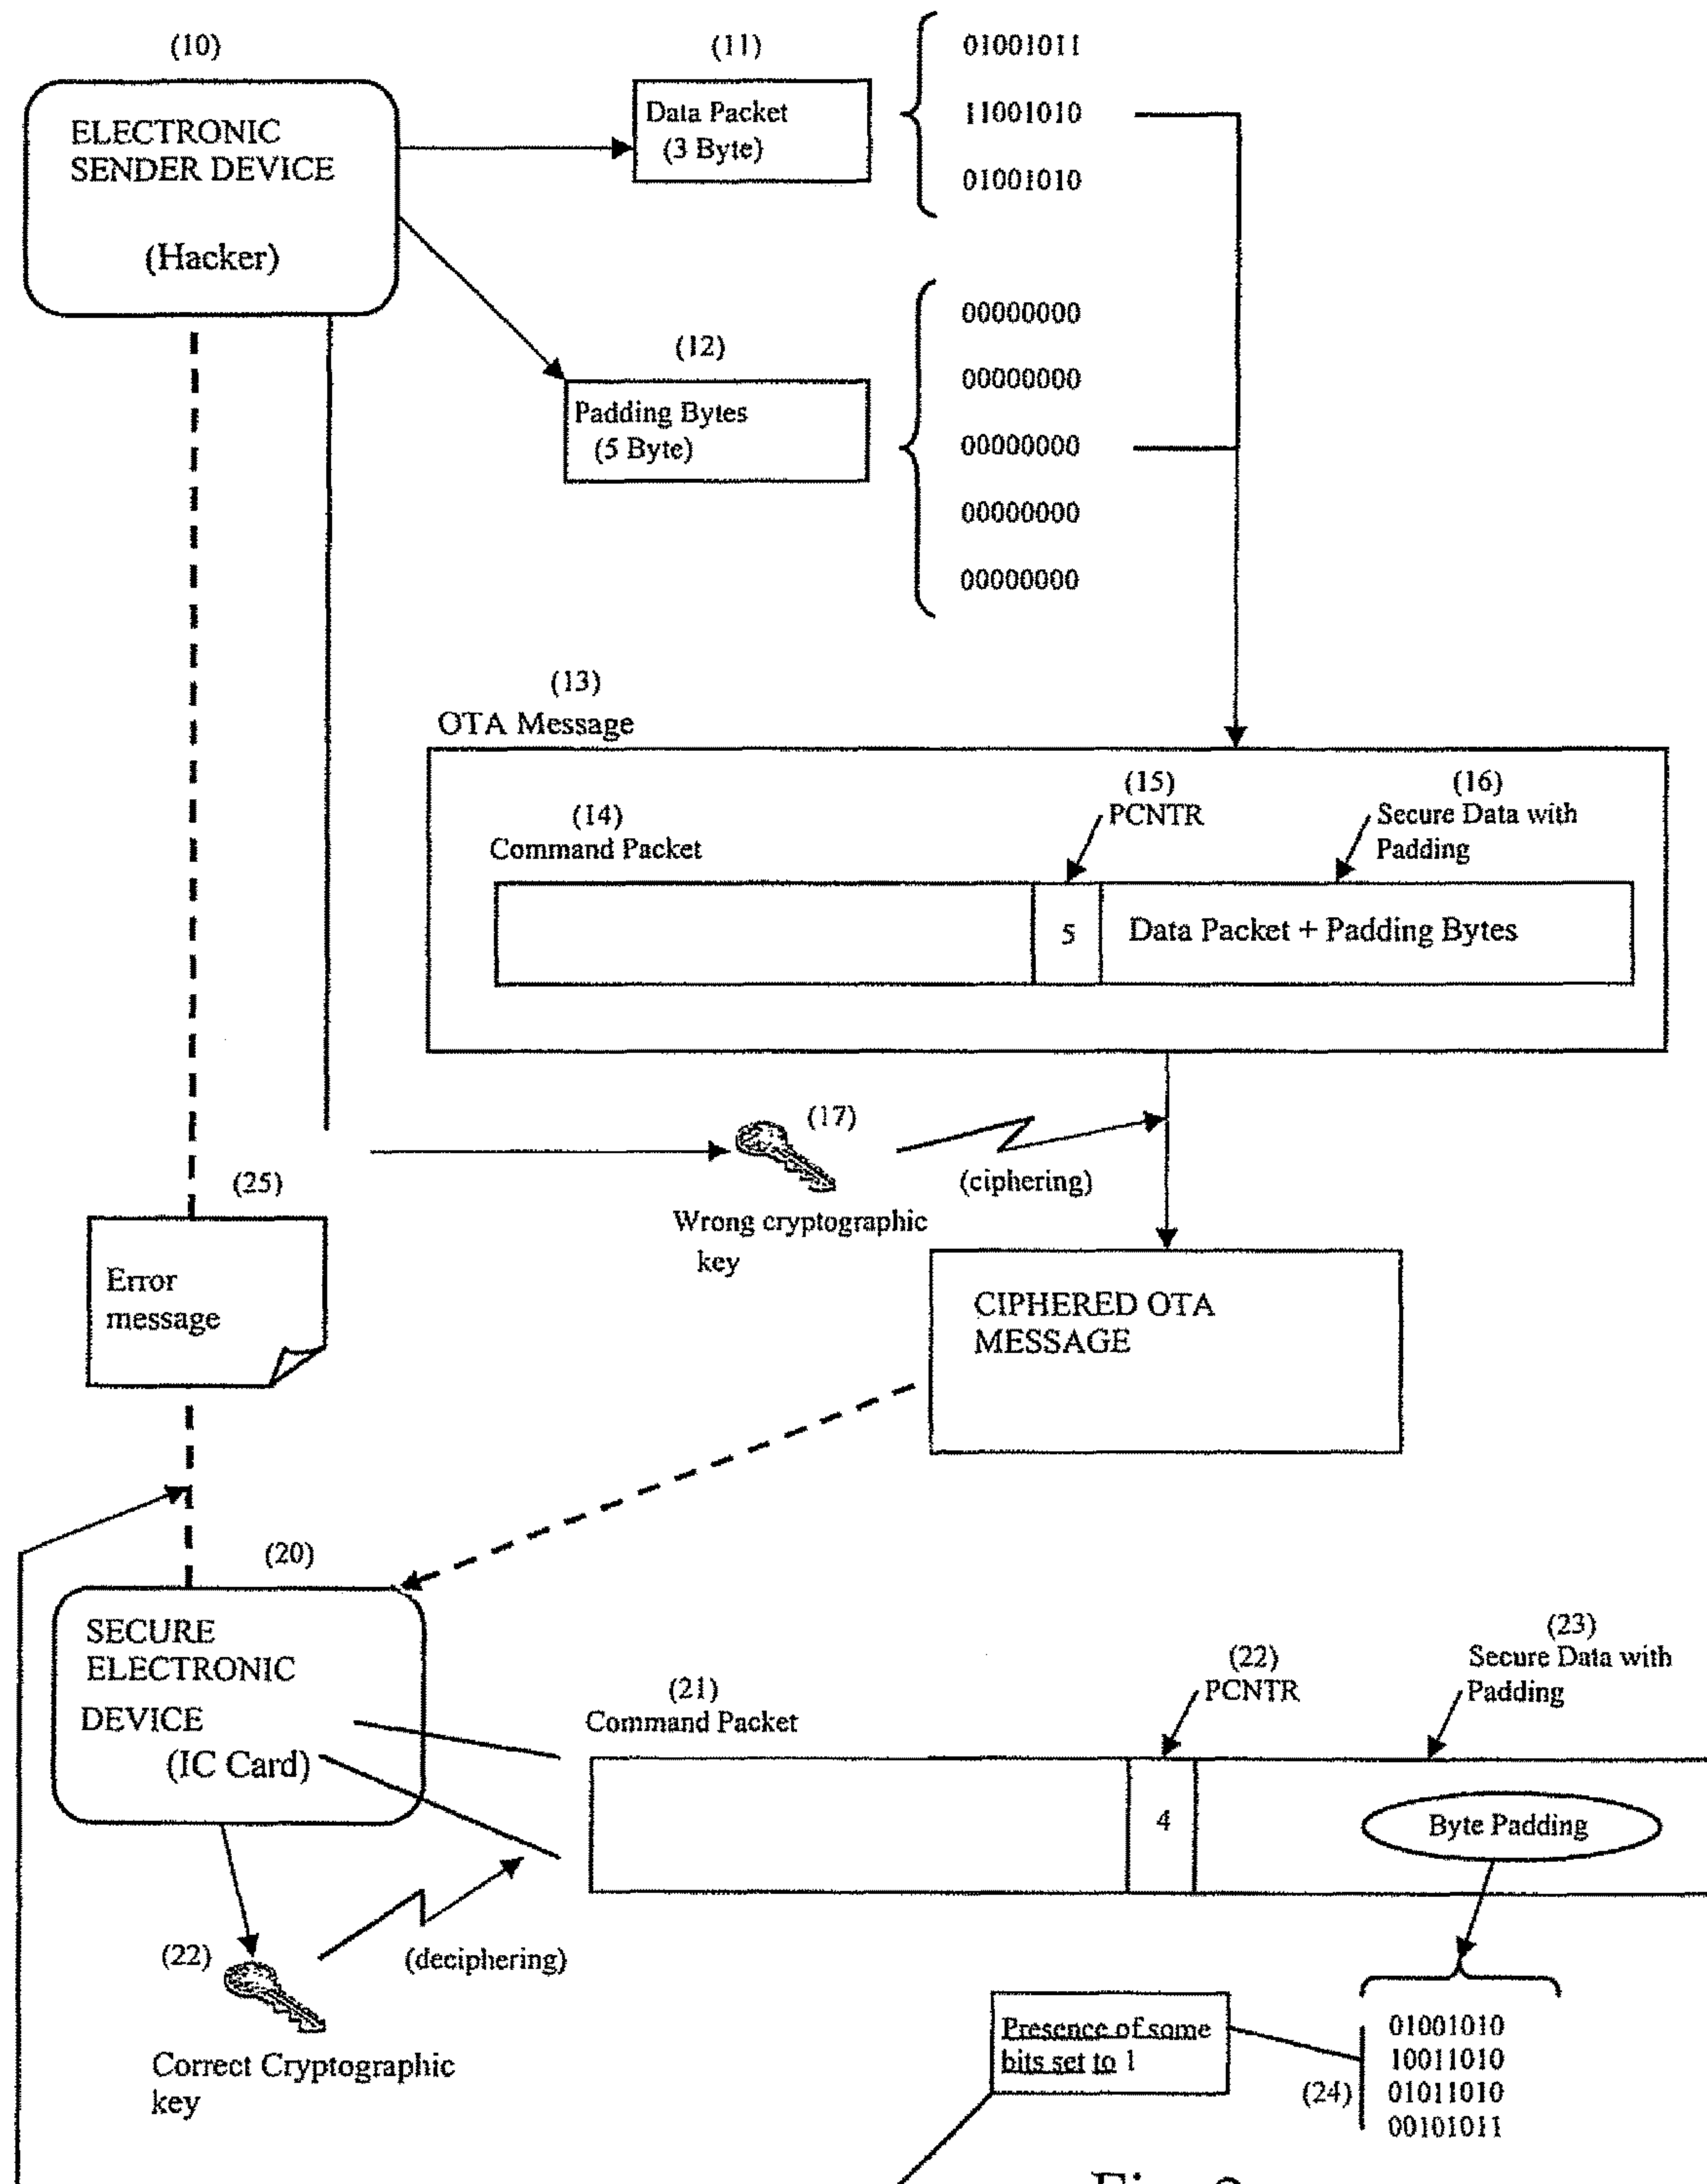 (10)
ELECTRONIC
SENDER DEVICE
(Hacker)
(11)
Data Packet
(3 Byte)
01001011
11001010
01001010
(12)
Padding Bytes
(5 Byte)
00000000
00000000
00000000
00000000
00000000
(13)
OTA Message
(14)
Command Packet
(15)
PCNTR
(16)
Secure Data with
Padding
5
Data Packet + Padding Bytes
(17)
(ciphering)
Wrong cryptographic
key
(25)
Error
message
CIPHERED OTA
MESSAGE
(20)
SECURE
ELECTRONIC
DEVICE
(IC Card)
(21)
Command Packet
(22)
PCNTR
(23)
Secure Data with
Padding
4
Byte Padding
(22)
(deciphering)
Correct Cryptographic
key
Presence of some
bits set to 1
(24)
01001010
10011010
01011010
00101011